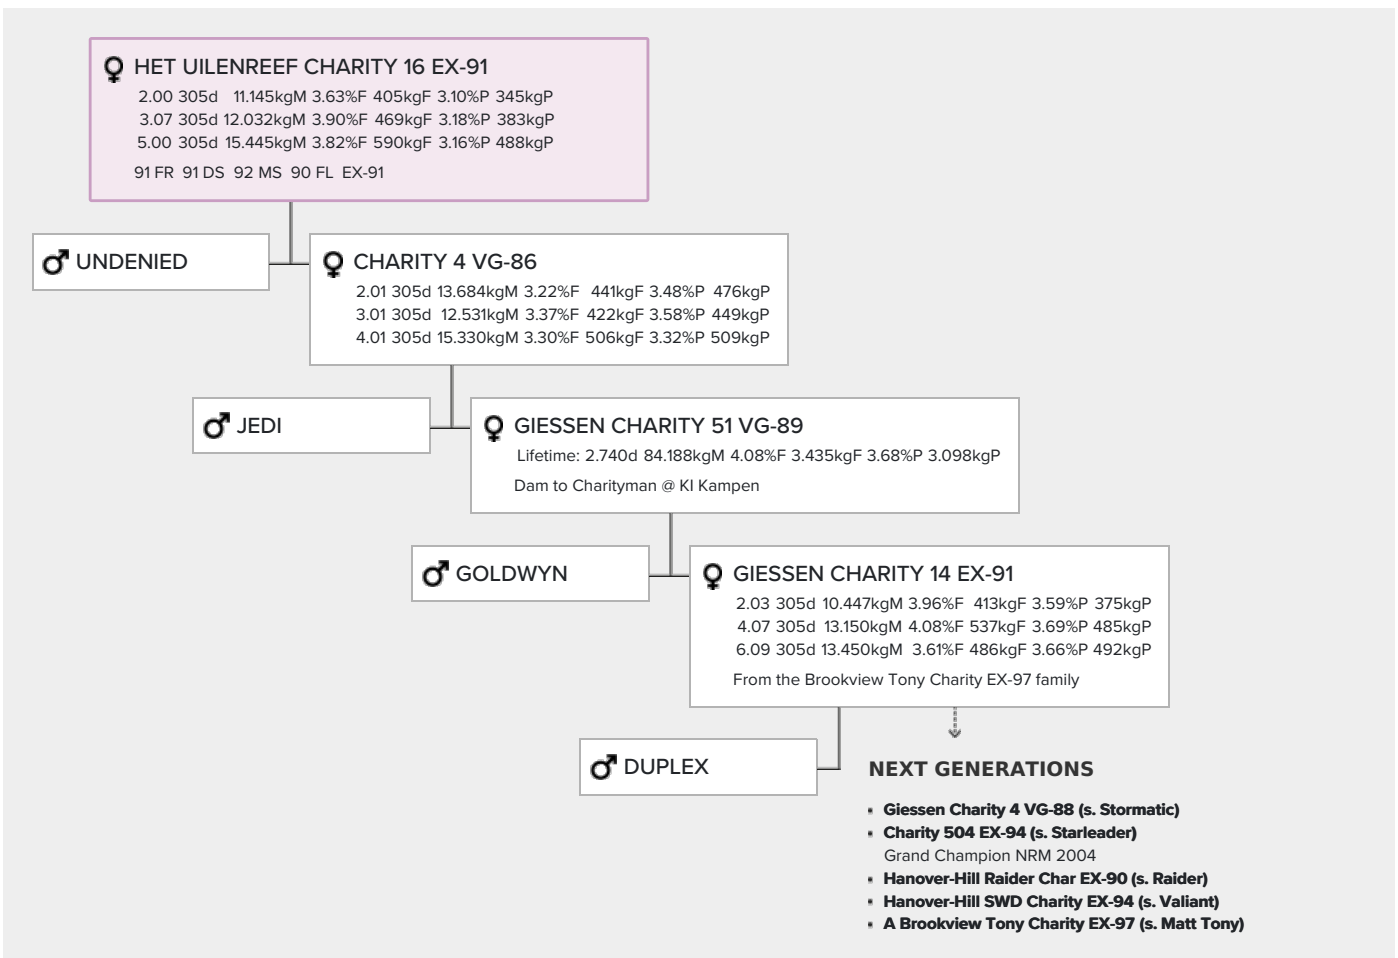 HET UILENREEF CHARITY 16 EX-91
2.00 305d 11.145kgM 3.63%F 405kgF 3.10%P 345kgP
3.07 305d 12.032kgM 3.90%F 469kgF 3.18%P 383kgP
5.00 305d 15.445kgM 3.82%F 590kgF 3.16%P 488kgP
91 FR 91 DS 92 MS 90 FL EX-91
UNDENIED
CHARITY 4 VG-86
2.01 305d 13.684kgM 3.22%F 441kgF 3.48%P 476kgP
3.01 305d 12.531kgM 3.37%F 422kgF 3.58%P 449kgP
4.01 305d 15.330kgM 3.30%F 506kgF 3.32%P 509kgP
JEDI
GIESSEN CHARITY 51 VG-89
Lifetime: 2.740d 84.188kgM 4.08%F 3.435kgF 3.68%P 3.098kgP
Dam to Charityman @ KI Kampen
GOLDWYN
GIESSEN CHARITY 14 EX-91
2.03 305d 10.447kgM 3.96%F 413kgF 3.59%P 375kgP
4.07 305d 13.150kgM 4.08%F 537kgF 3.69%P 485kgP
6.09 305d 13.450kgM 3.61%F 486kgF 3.66%P 492kgP
From the Brookview Tony Charity EX-97 family
DUPLEX
NEXT GENERATIONS
Giessen Charity 4 VG-88 (s. Stormatic)
Charity 504 EX-94 (s. Starleader)
Grand Champion NRM 2004
Hanover-Hill Raider Char EX-90 (s. Raider)
Hanover-Hill SWD Charity EX-94 (s. Valiant)
A Brookview Tony Charity EX-97 (s. Matt Tony)